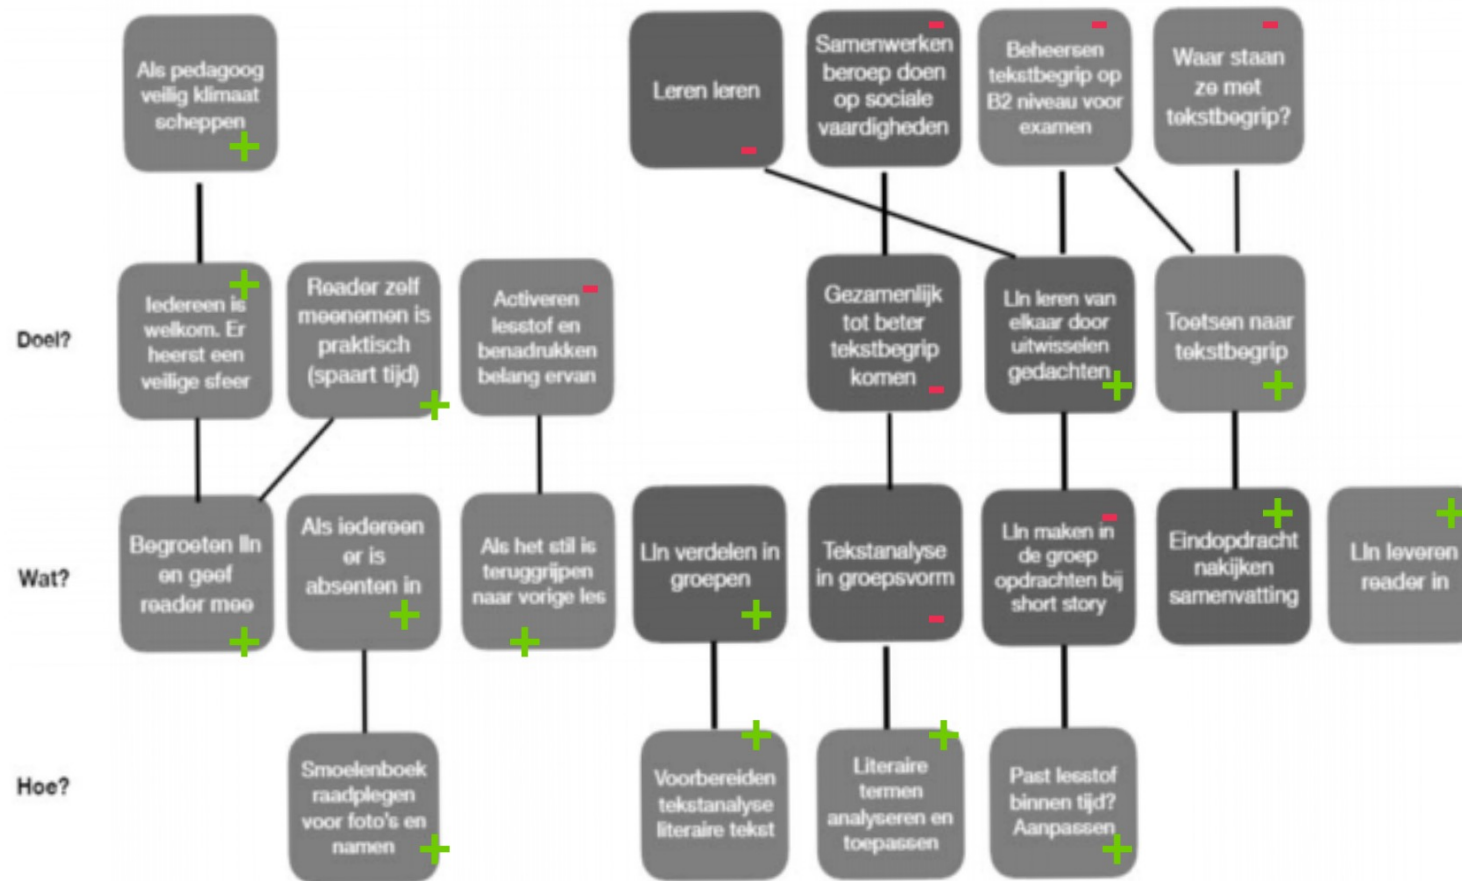 Als pedagoog
veilig klimaat
scheppen
Leren leren
Samenwerken
beroep doen
op sociale
vaardigheden
Beheersen
tekstbegrip op
B2 niveau voor
examen
Waar staan
ze met
tekstbegrip?
Doel?
Iedereen is
welkom. Er
heerst een
veilige sfeer
Reader zelf
meenemen is
praktisch
(spaart tijd)
Activeren
lesstof en
benadrukken
belang ervan
Gezamenlijk
tot beter
tekstbegrip
komen
Lln leren van
elkaar door
uitwisselen
gedachten
Toetsen naar
tekstbegrip
Wat?
Begroeten lln
en geef
reader mee
Als iedereen
er is
absenten in
Als het stil is
teruggrijpen
naar vorige les
Lln verdelen in
groepen
Tekstanalyse
in groepsvorm
Lln maken in
de groep
opdrachten bij
short story
Eindopdracht
nakijken
samenvatting
Lln leveren
reader in
Hoe?
Smoelenboek
raadplegen
voor foto's en
namen
Voorbereiden
tekstanalyse
literaire tekst
Literaire
termen
analyseren en
toepassen
Past lesstof
binnen tijd?
Aanpassen